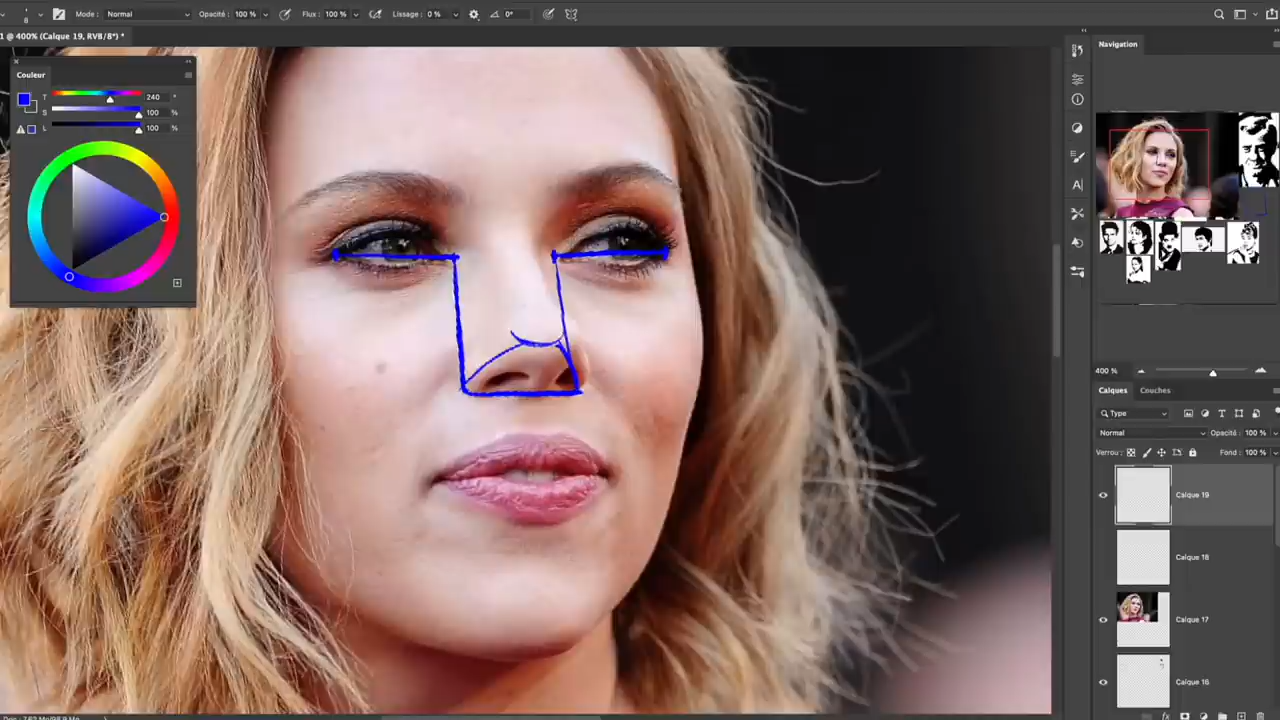 8 Mode : Normal Opacité : 100 % Flux : 100 % Lissage : 0 % 0°
1 @ 400% (Calque 19, RVB/8*) *
Couleur
T 240 °
S 100 %
L 100 %
Navigation
400 %
Calques Couches
Type
Normal Opacité : 100 %
Verrou : Fond : 100 %
Calque 19
Calque 18
Calque 17
Calque 16